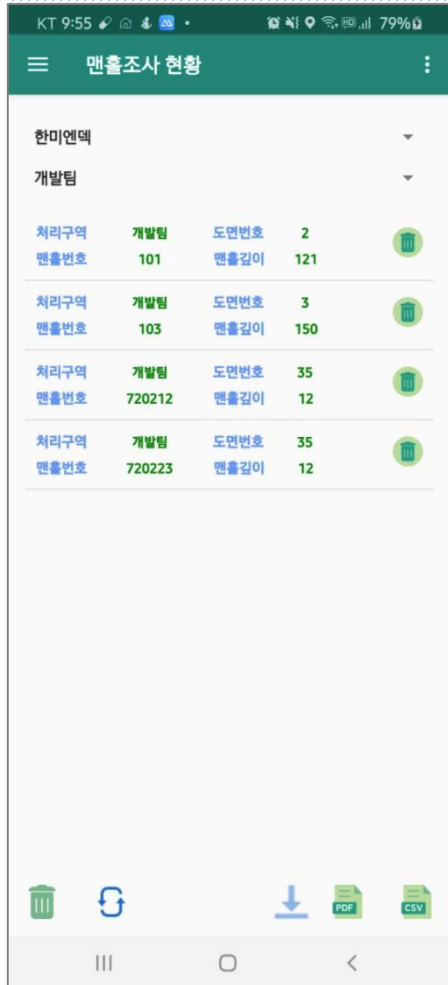 KT 9:55 HD 79%
맨홀조사 현황
한미엔덱
개발팀
처리구역 개발팀 도면번호 2
맨홀번호 101 맨홀깊이 121
처리구역 개발팀 도면번호 3
맨홀번호 103 맨홀깊이 150
처리구역 개발팀 도면번호 35
맨홀번호 720212 맨홀깊이 12
처리구역 개발팀 도면번호 35
맨홀번호 720223 맨홀깊이 12
PDF CSV